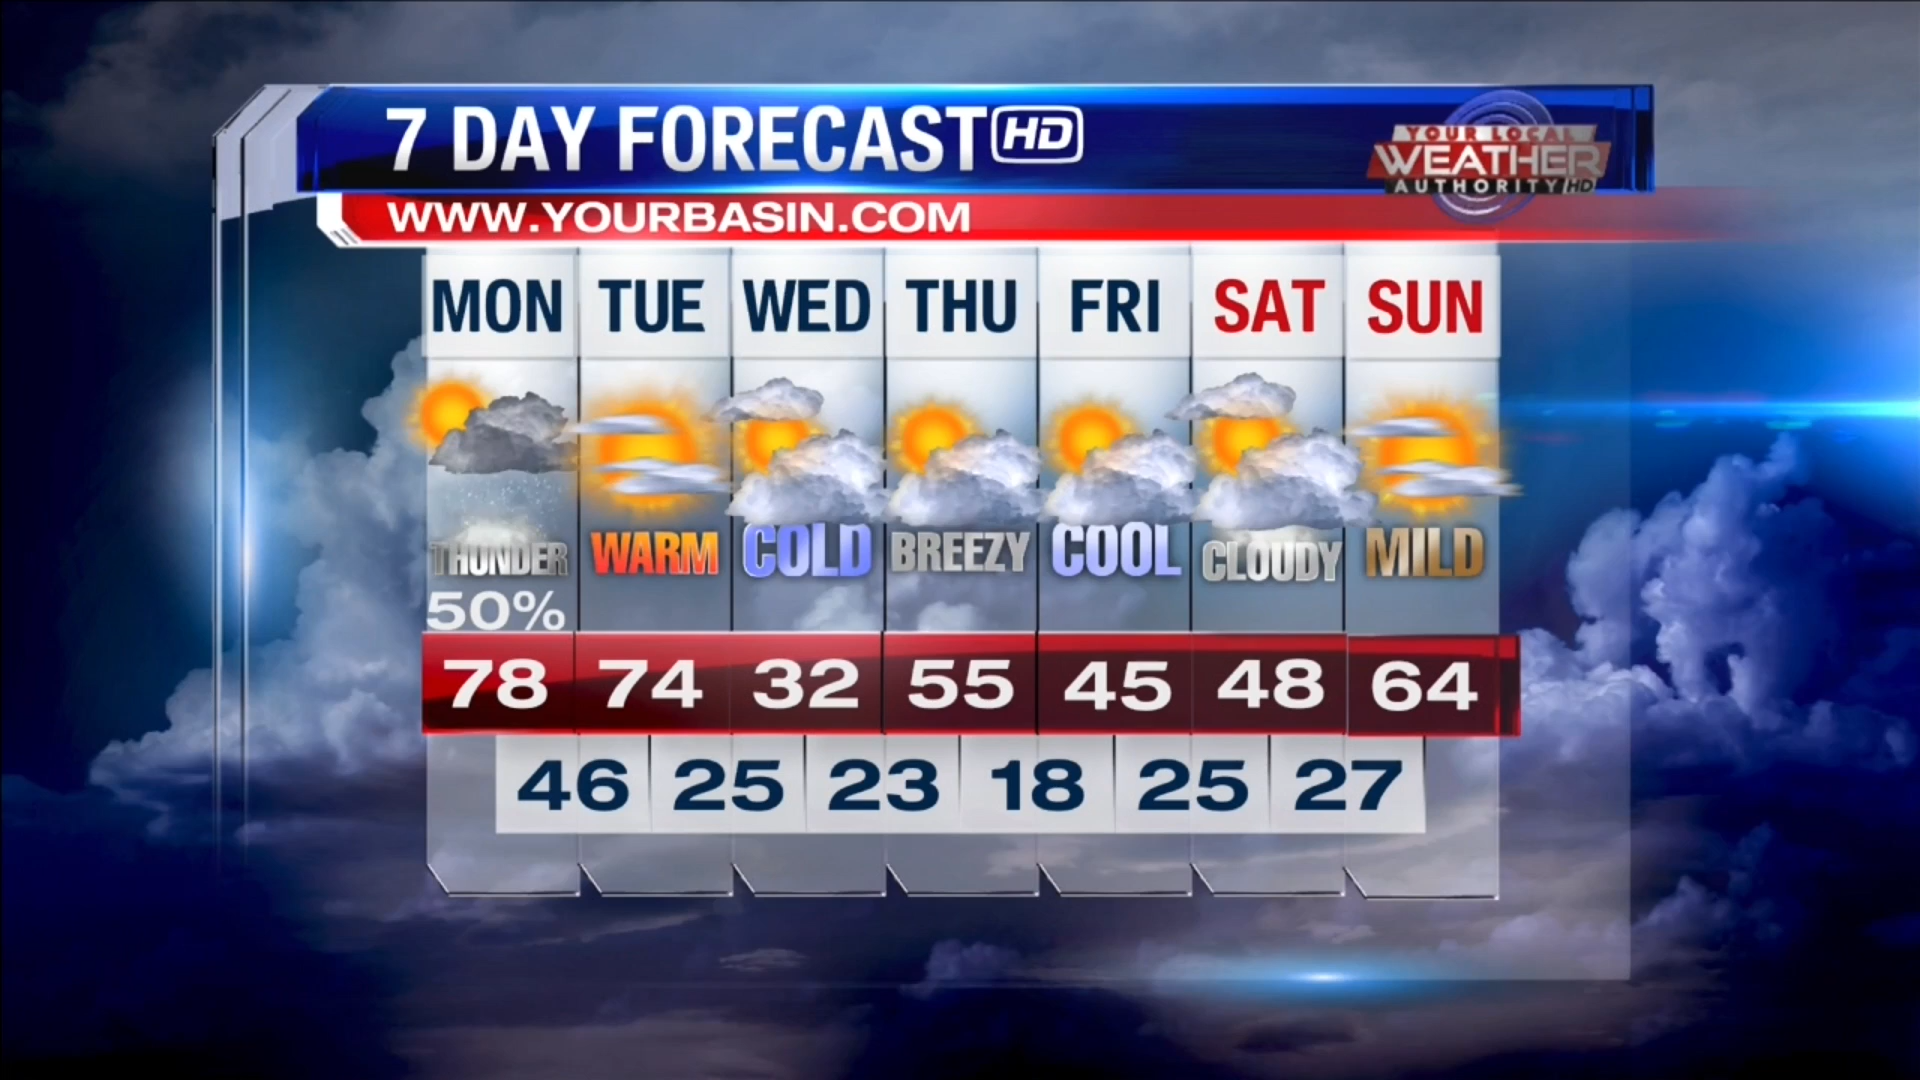 7 DAY FORECAST HD
YOUR LOCAL
WEATHER
AUTHORITY HD
WWW.YOURBASIN.COM
MON TUE WED THU FRI SAT SUN
THUNDER WARM COLD BREEZY COOL CLOUDY MILD
50%
78 74 32 55 45 48 64
46 25 23 18 25 27